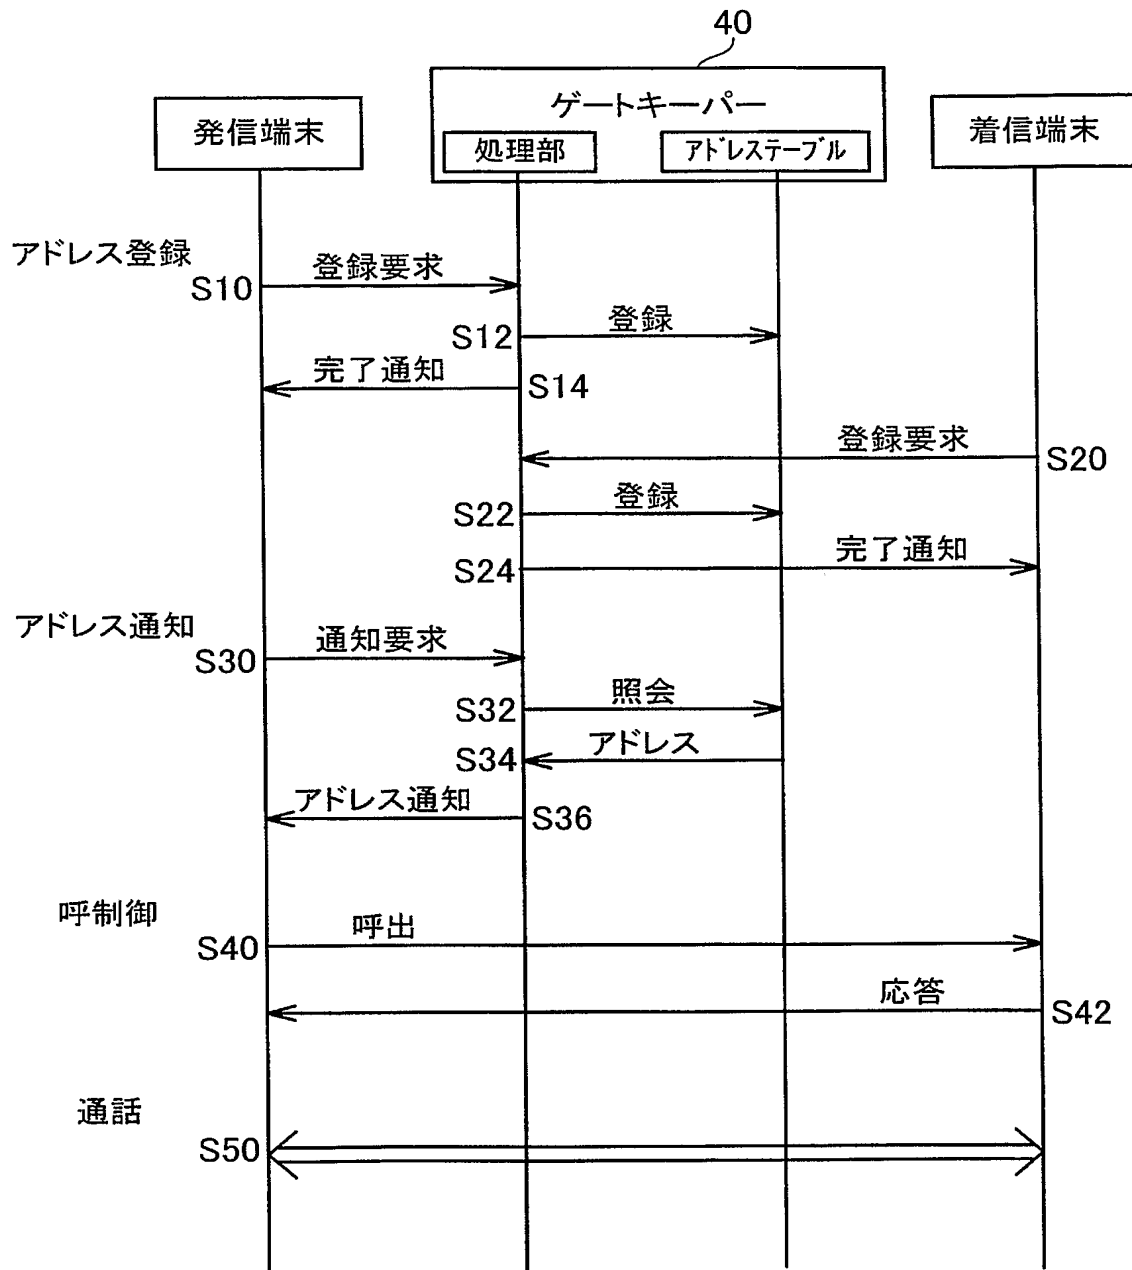 40
ゲートキーパー
発信端末
処理部
アドレステーブル
着信端末
アドレス登録
S10
登録要求
S12
登録
完了通知
S14
登録要求
S20
S22
登録
S24
完了通知
アドレス通知
S30
通知要求
S32
照会
S34
アドレス
アドレス通知
S36
呼制御
S40
呼出
応答
S42
通話
S50